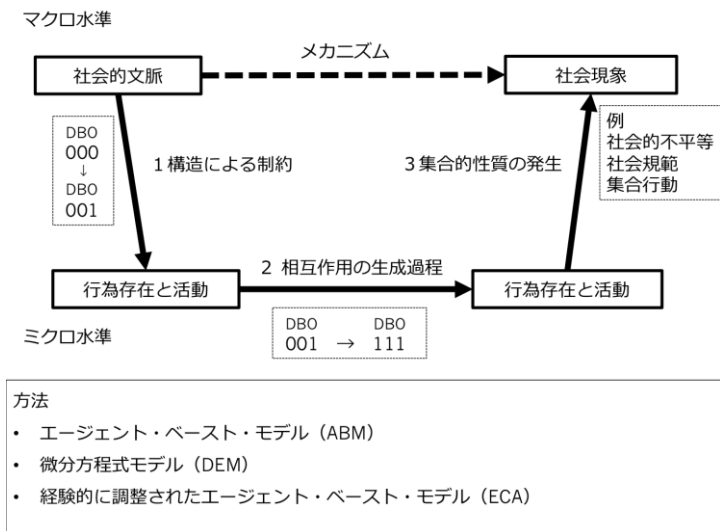 マクロ水準
メカニズム
社会的文脈
社会現象
DBO
000
↓
DBO
001
1構造による制約
3集合的性質の発生
例
社会的不平等
社会規範
集合行動
2 相互作用の生成過程
行為存在と活動
行為存在と活動
DBO DBO
001 → 111
ミクロ水準
方法
• エージェント・ベースト・モデル（ABM）
• 微分方程式モデル（DEM）
• 経験的に調整されたエージェント・ベースト・モデル（ECA）